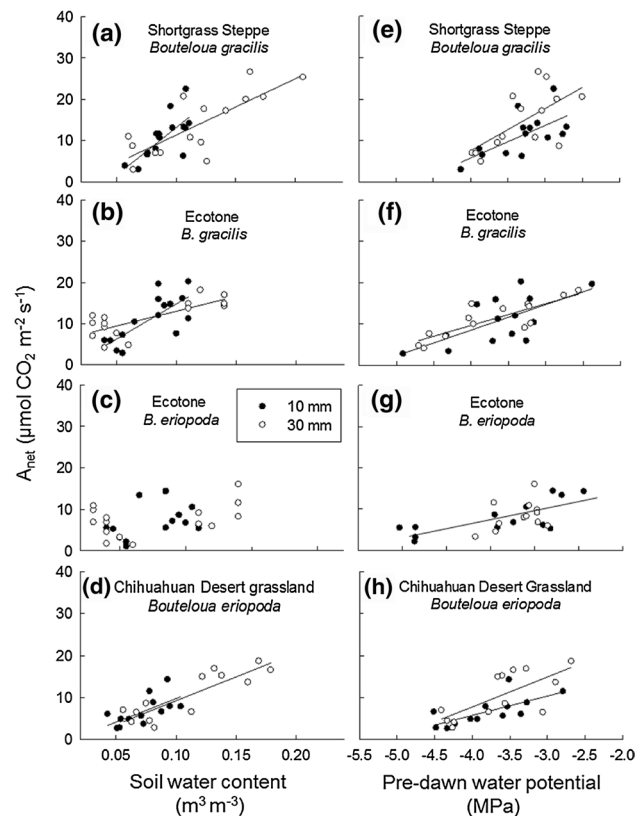 (a)
Shortgrass Steppe
Bouteloua gracilis
40
30
20
10
0
(e)
Shortgrass Steppe
Bouteloua gracilis
(b)
Ecotone
B. gracilis
40
30
20
10
0
(f)
Ecotone
B. gracilis
(c)
Ecotone
B. eriopoda
10 mm
30 mm
40
30
20
10
0
(g)
Ecotone
B. eriopoda
(d)
Chihuahuan Desert grassland
Bouteloua eriopoda
40
30
20
10
0
(h)
Chihuahuan Desert Grassland
Bouteloua eriopoda
A_net (µmol CO₂ m⁻² s⁻¹)
0.05 0.10 0.15 0.20
Soil water content
(m³ m⁻³)
-5.5 -5.0 -4.5 -4.0 -3.5 -3.0 -2.5 -2.0
Pre-dawn water potential
(MPa)